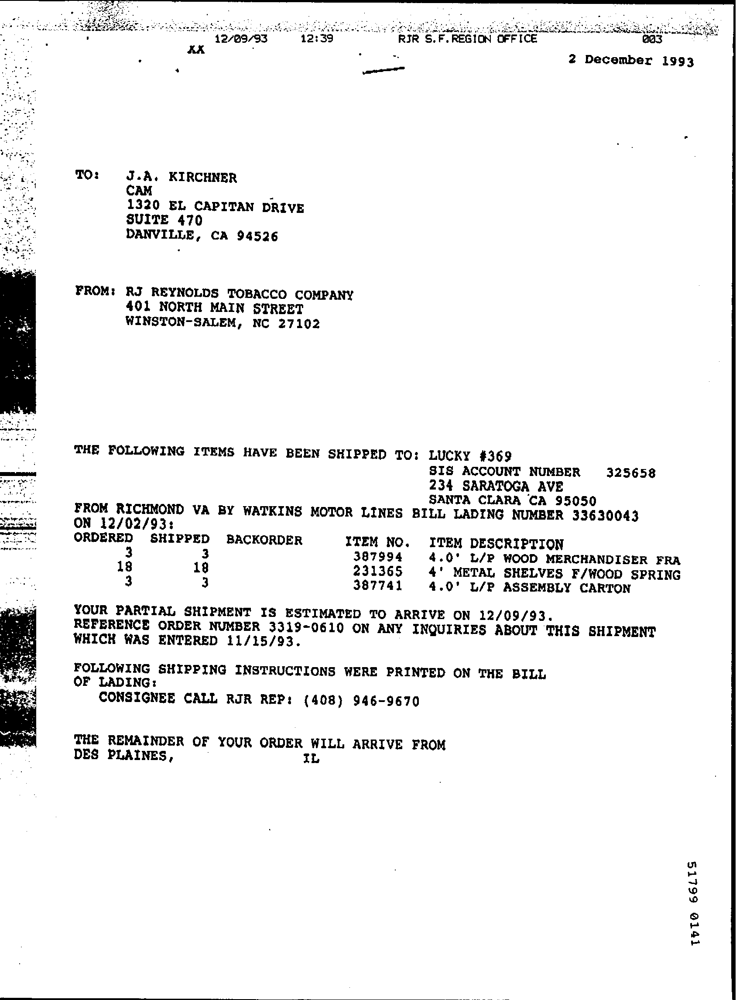 12/09/93 12:39 RJR S.F.REGION OFFICE 003
XX
2 December 1993
TO: J.A. KIRCHNER
CAM
1320 EL CAPITAN DRIVE
SUITE 470
DANVILLE, CA 94526
FROM: RJ REYNOLDS TOBACCO COMPANY
401 NORTH MAIN STREET
WINSTON-SALEM, NC 27102
THE FOLLOWING ITEMS HAVE BEEN SHIPPED TO: LUCKY #369
SIS ACCOUNT NUMBER 325658
234 SARATOGA AVE
SANTA CLARA CA 95050
FROM RICHMOND VA BY WATKINS MOTOR LINES BILL LADING NUMBER 33630043
ON 12/02/93:
ORDERED SHIPPED BACKORDER ITEM NO. ITEM DESCRIPTION
3 3 387994 4.0' L/P WOOD MERCHANDISER FRA
18 18 231365 4' METAL SHELVES F/WOOD SPRING
3 3 387741 4.0' L/P ASSEMBLY CARTON
YOUR PARTIAL SHIPMENT IS ESTIMATED TO ARRIVE ON 12/09/93.
REFERENCE ORDER NUMBER 3319-0610 ON ANY INQUIRIES ABOUT THIS SHIPMENT
WHICH WAS ENTERED 11/15/93.
FOLLOWING SHIPPING INSTRUCTIONS WERE PRINTED ON THE BILL
OF LADING:
CONSIGNEE CALL RJR REP: (408) 946-9670
THE REMAINDER OF YOUR ORDER WILL ARRIVE FROM
DES PLAINES, IL
51799 0141